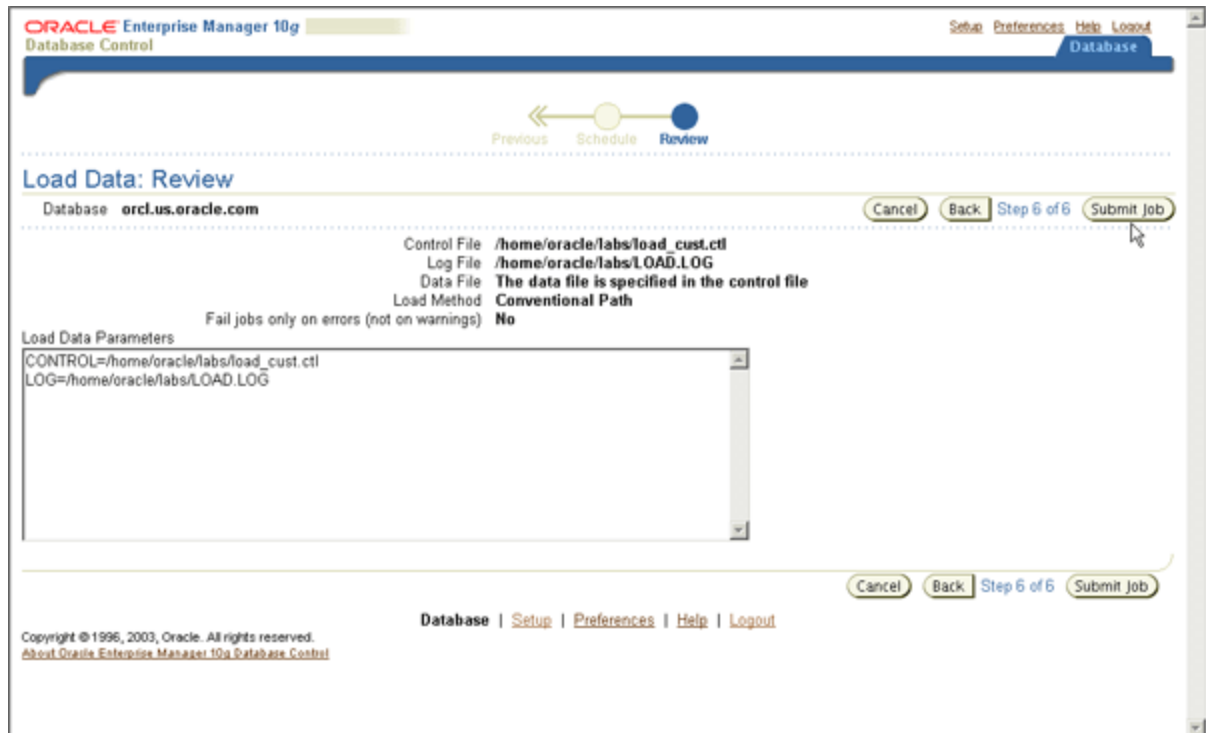 ORACLE Enterprise Manager 10g
Database Control
Setup Preferences Help Logout
Database
Previous Schedule Review
Load Data: Review
Database orcl.us.oracle.com
Cancel Back Step 6 of 6 Submit Job
Control File /home/oracle/labs/load_cust.ctl
Log File /home/oracle/labs/LOAD.LOG
Data File The data file is specified in the control file
Load Method Conventional Path
Fail jobs only on errors (not on warnings) No
Load Data Parameters
CONTROL=/home/oracle/labs/load_cust.ctl
LOG=/home/oracle/labs/LOAD.LOG
Cancel Back Step 6 of 6 Submit Job
Database | Setup | Preferences | Help | Logout
Copyright © 1996, 2003, Oracle. All rights reserved.
About Oracle Enterprise Manager 10g Database Control